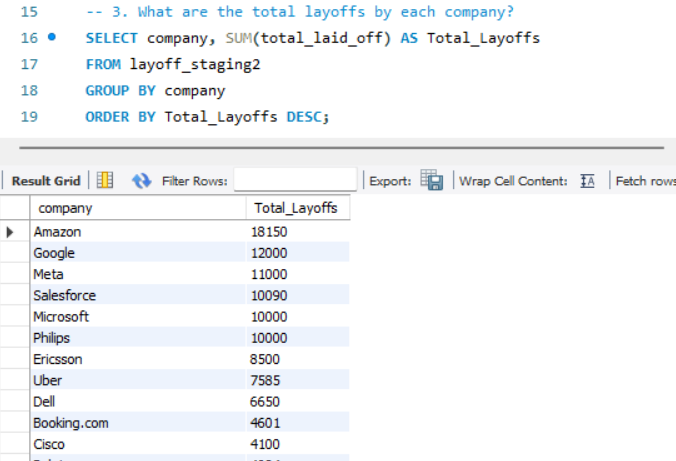 15 -- 3. What are the total layoffs by each company?
16 SELECT company, SUM(total_laid_off) AS Total_Layoffs
17 FROM layoff_staging2
18 GROUP BY company
19 ORDER BY Total_Layoffs DESC;
Result Grid Filter Rows: Export: Wrap Cell Content: IA Fetch rows
company Total_Layoffs
Amazon 18150
Google 12000
Meta 11000
Salesforce 10090
Microsoft 10000
Philips 10000
Ericsson 8500
Uber 7585
Dell 6650
Booking.com 4601
Cisco 4100